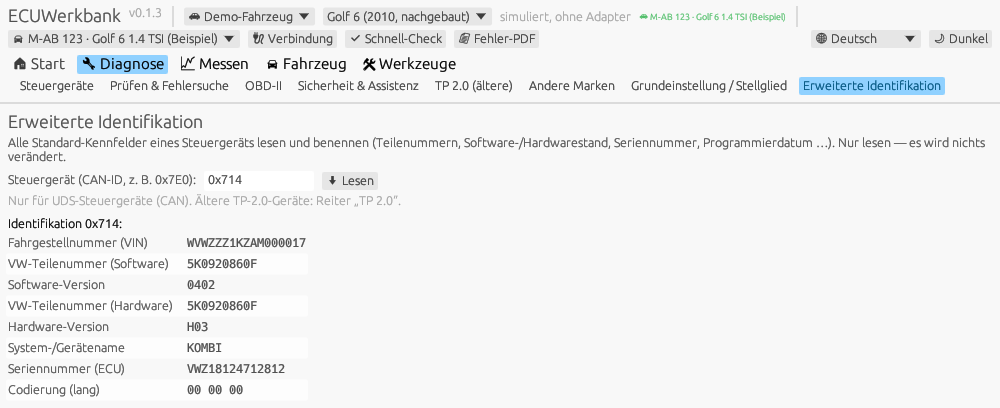 ECUWerkbank v0.1.3 Demo-Fahrzeug Golf 6 (2010, nachgebaut) simuliert, ohne Adapter M-AB 123 · Golf 6 1.4 TSI (Beispiel)
M-AB 123 · Golf 6 1.4 TSI (Beispiel) Verbindung Schnell-Check Fehler-PDF Deutsch Dunkel
Start Diagnose Messen Fahrzeug Werkzeuge
Steuergeräte Prüfen & Fehlersuche OBD-II Sicherheit & Assistenz TP 2.0 (ältere) Andere Marken Grundeinstellung / Stellglied Erweiterte Identifikation
Erweiterte Identifikation
Alle Standard-Kennfelder eines Steuergeräts lesen und benennen (Teilenummern, Software-/Hardwarestand, Seriennummer, Programmierdatum …). Nur lesen — es wird nichts
verändert.
Steuergerät (CAN-ID, z. B. 0x7E0): 0x714 Lesen
Nur für UDS-Steuergeräte (CAN). Ältere TP-2.0-Geräte: Reiter „TP 2.0“.
Identifikation 0x714:
Fahrgestellnummer (VIN) WVWZZZ1KZAM000017
VW-Teilenummer (Software) 5K0920860F
Software-Version 0402
VW-Teilenummer (Hardware) 5K0920860F
Hardware-Version H03
System-/Gerätename KOMBI
Seriennummer (ECU) VWZ18124712812
Codierung (lang) 00 00 00